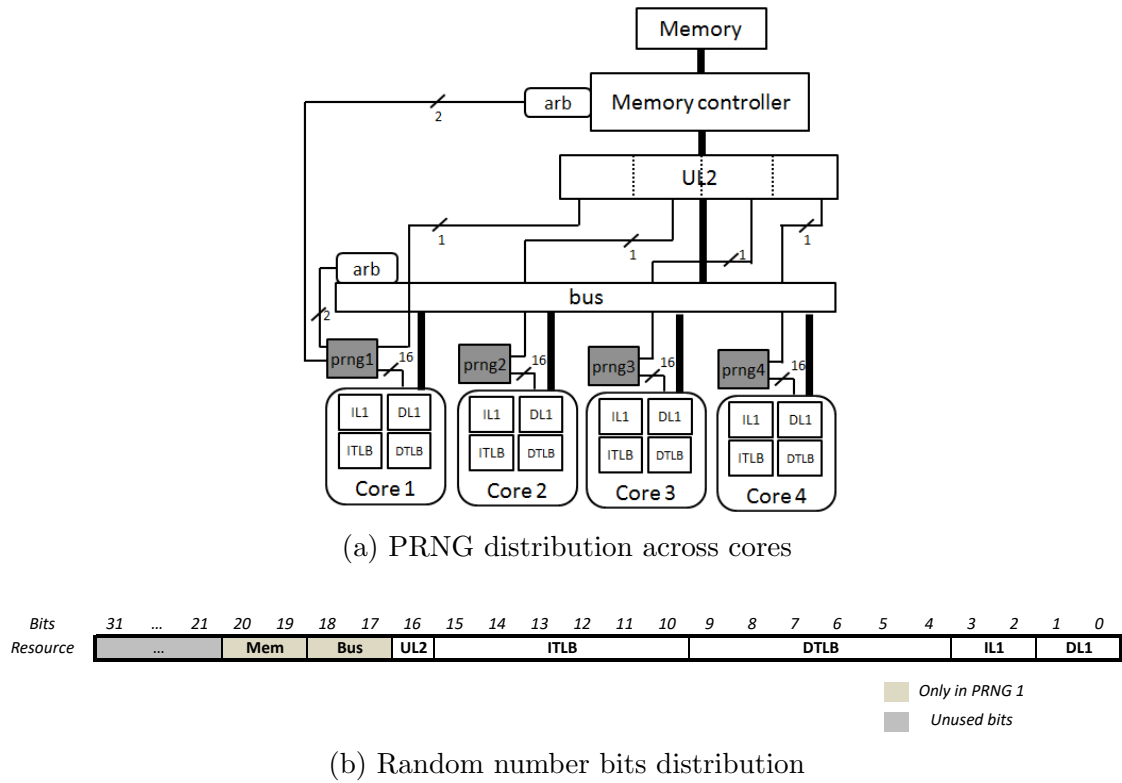 Memory
arb
Memory controller
2
UL2
1
1
1
1
arb
bus
2
prng1
16
prng2
16
prng3
16
prng4
16
IL1 DL1
ITLB DTLB
Core 1
IL1 DL1
ITLB DTLB
Core 2
IL1 DL1
ITLB DTLB
Core 3
IL1 DL1
ITLB DTLB
Core 4
(a) PRNG distribution across cores
Bits 31 ... 21 20 19 18 17 16 15 14 13 12 11 10 9 8 7 6 5 4 3 2 1 0
Resource ... Mem Bus UL2 ITLB DTLB IL1 DL1
Only in PRNG 1
Unused bits
(b) Random number bits distribution